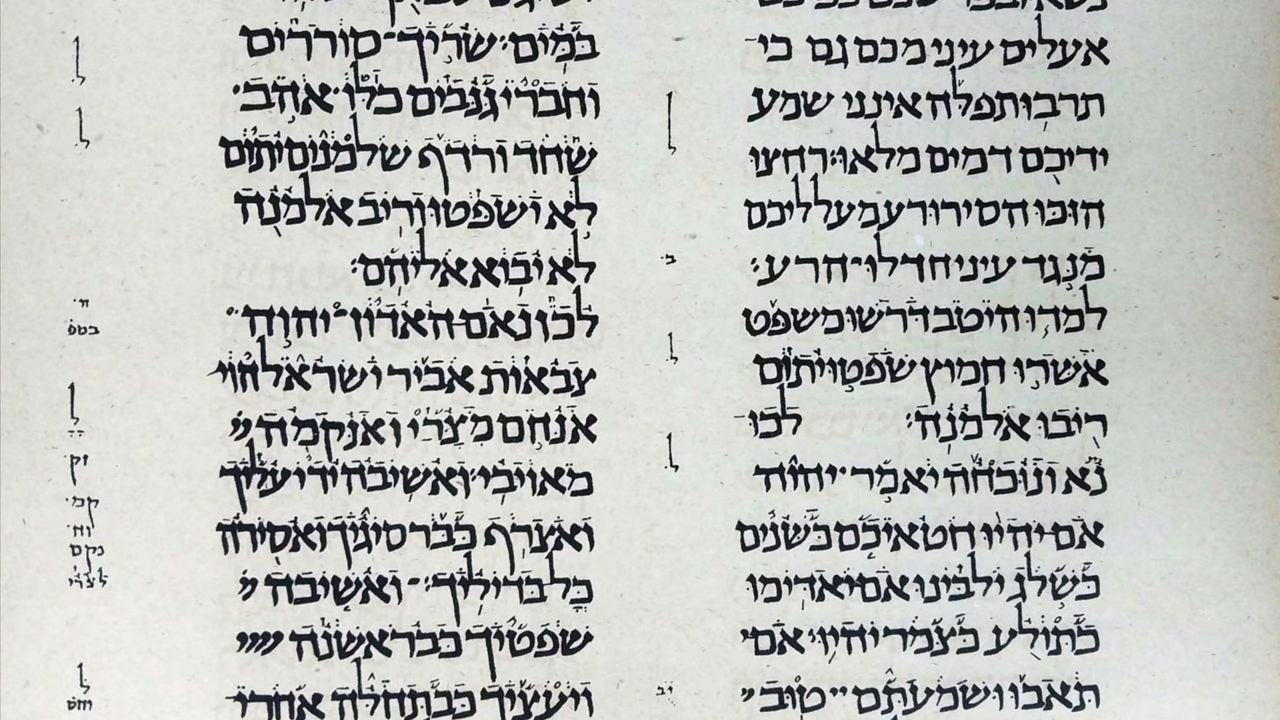 אעלים עיני מכם גם כי
תרבו תפלה אינני שמע
ידיכם דמים מלאו׃ רחצו
הזכו הסירו רע מעלליכם
מנגד עיני חדלו הרע׃
למדו היטב דרשו משפט
אשרו חמוץ שפטו יתום
ריבו אלמנה׃ לכו
נא ונוכחה יאמר יהוה
אם יהיו חטאיכם כשנים
כשלג ילבינו אם יאדימו
כתולע כצמר יהיו׃ אם
תאבו ושמעתם טוב
ל
ב
ל
ל
יב
במים׃ שריך סוררים
וחברי גנבים כלו אהב
שחד ורדף שלמנים יתום
לא ישפטו וריב אלמנה
לא יבוא אליהם׃
לכן נאם האדון יהוה
צבאות אביר ישראל הוי
אנחם מצרי ואנקמה
מאויבי׃ ואשיבה ידי עליך
ואצרף כבר סיגיך ואסירה
כל בדיליך׃ ואשיבה
שפטיך כבראשנה
ויעציך כבתחלה אחרי
ל
ל
בטפ
ל
קמ
נקם
ל